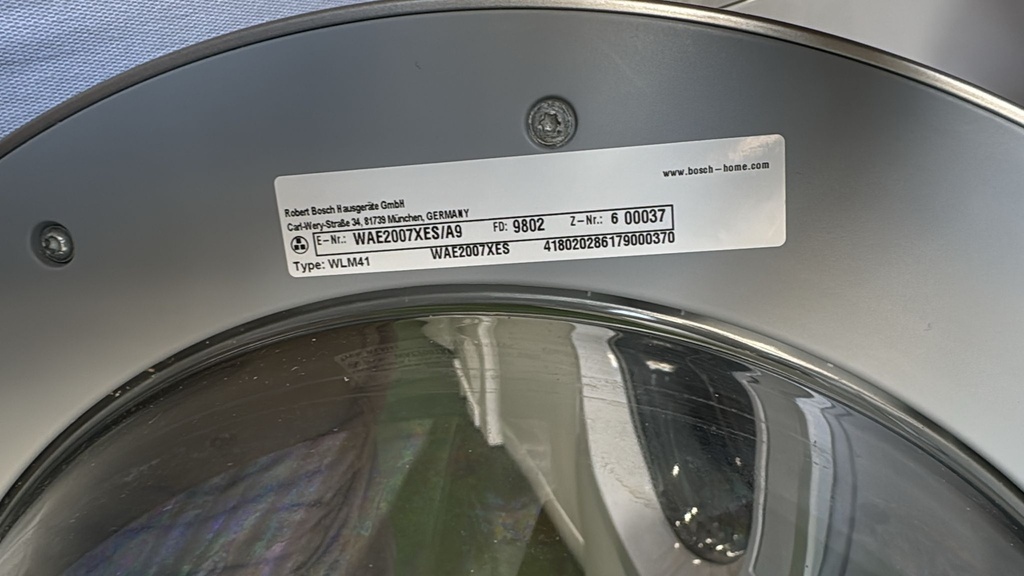 www.bosch-home.com
Robert Bosch Hausgeräte GmbH
Carl-Wery-Straße 34, 81739 München, GERMANY
E-Nr.: WAE2007XES/A9 FD: 9802 Z-Nr.: 6 00037
Type: WLM41 WAE2007XES 418020286179000370